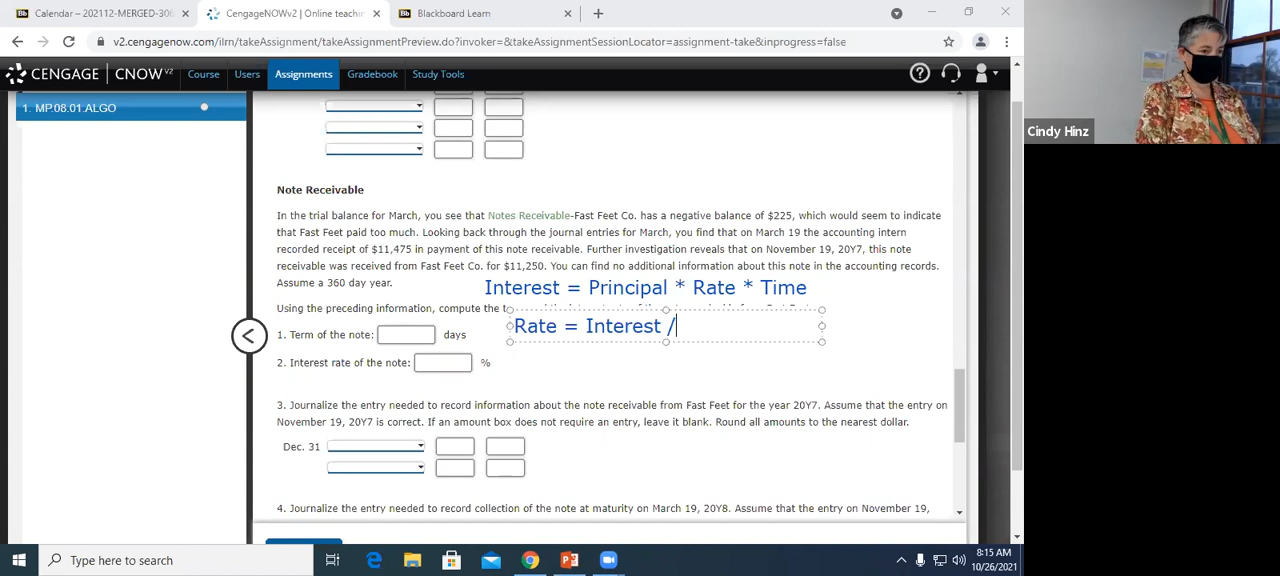 Calendar – 202112-MERGED-306
CengageNOWv2 | Online teachin
Blackboard Learn
v2.cengagenow.com/ilrn/takeAssignment/takeAssignmentPreview.do?invoker=&takeAssignmentSessionLocator=assignment-take&inprogress=false
CENGAGE | CNOWv2 Course Users Assignments Gradebook Study Tools
1. MP.08.01.ALGO
Cindy Hinz
Note Receivable
In the trial balance for March, you see that Notes Receivable-Fast Feet Co. has a negative balance of $225, which would seem to indicate
that Fast Feet paid too much. Looking back through the journal entries for March, you find that on March 19 the accounting intern
recorded receipt of $11,475 in payment of this note receivable. Further investigation reveals that on November 19, 20Y7, this note
receivable was received from Fast Feet Co. for $11,250. You can find no additional information about this note in the accounting records.
Assume a 360 day year.
Interest = Principal * Rate * Time
Using the preceding information, compute the
Rate = Interest /
1. Term of the note: days
2. Interest rate of the note: %
3. Journalize the entry needed to record information about the note receivable from Fast Feet for the year 20Y7. Assume that the entry on
November 19, 20Y7 is correct. If an amount box does not require an entry, leave it blank. Round all amounts to the nearest dollar.
Dec. 31
4. Journalize the entry needed to record collection of the note at maturity on March 19, 20Y8. Assume that the entry on November 19,
Type here to search
8:15 AM
10/26/2021